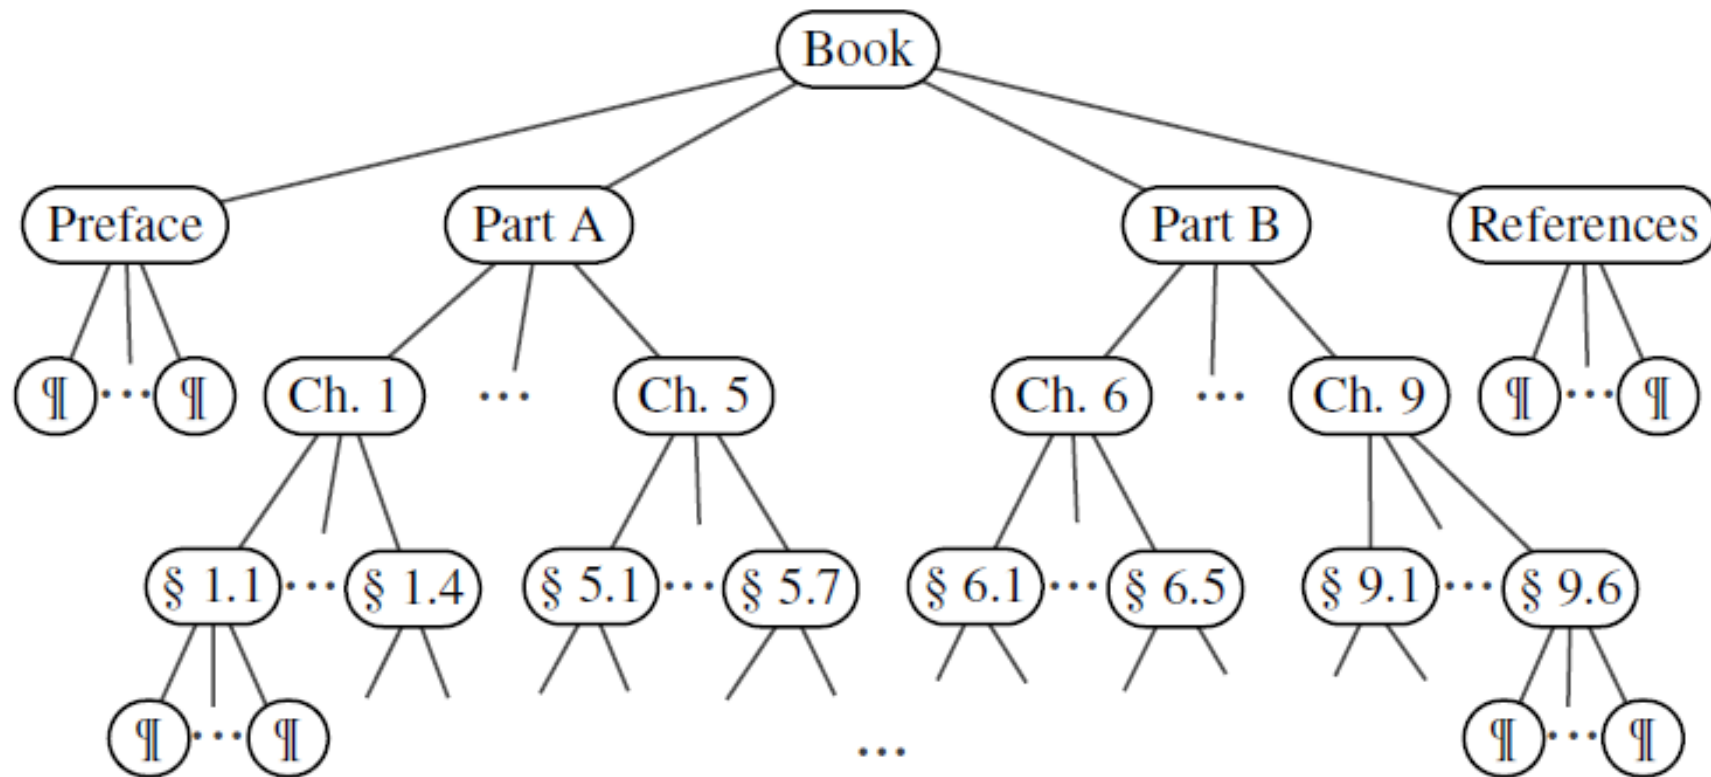 Book
Preface Part A Part B References
¶ ... ¶ Ch. 1 ... Ch. 5 Ch. 6 ... Ch. 9 ¶ ... ¶
§ 1.1 ... § 1.4 § 5.1 ... § 5.7 § 6.1 ... § 6.5 § 9.1 ... § 9.6
¶ ... ¶ ... ¶ ... ¶